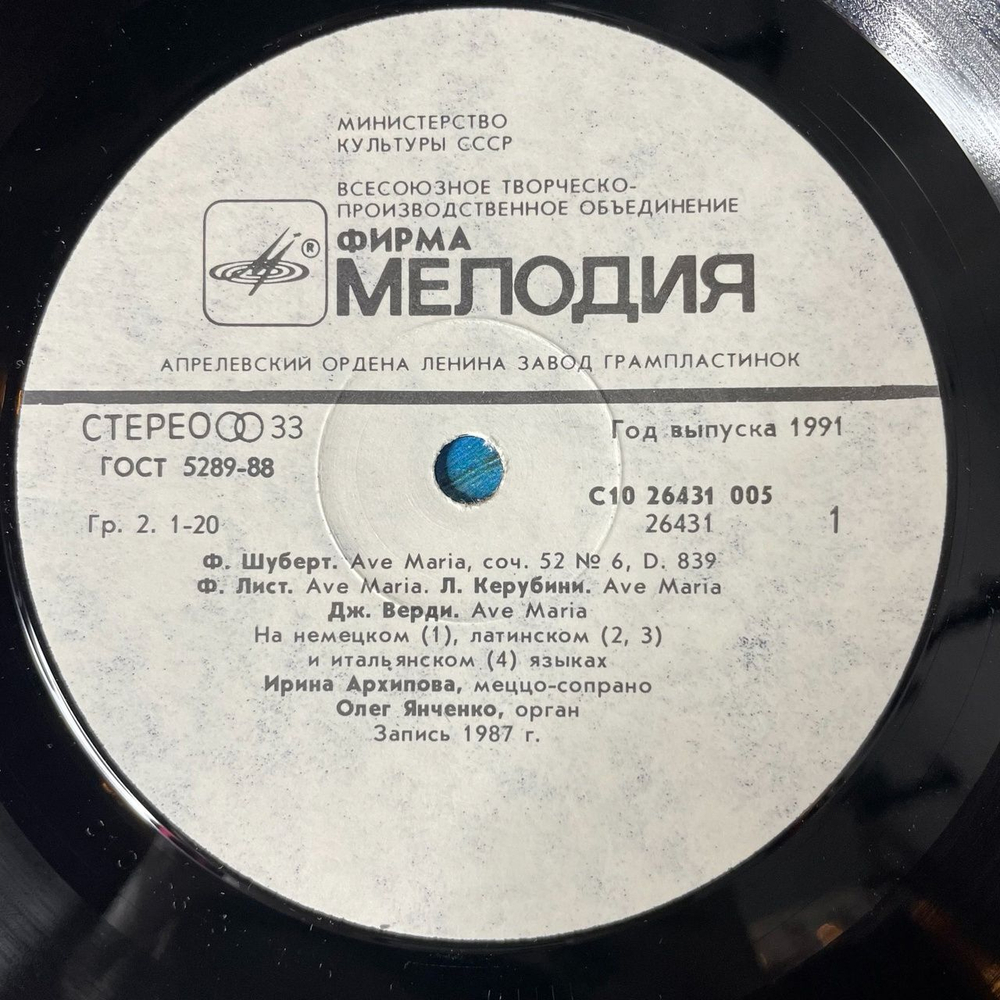 МИНИСТЕРСТВО
КУЛЬТУРЫ СССР
ВСЕСОЮЗНОЕ ТВОРЧЕСКО-
ПРОИЗВОДСТВЕННОЕ ОБЪЕДИНЕНИЕ
ФИРМА
®
МЕЛОДИЯ
АПРЕЛЕВСКИЙ ОРДЕНА ЛЕНИНА ЗАВОД ГРАМПЛАСТИНОК
СТЕРЕО 33
Год выпуска 1991
ГОСТ 5289-88
С10 26431 005
Гр. 2. 1-20
26431
1
Ф. Шуберт. Ave Maria, соч. 52 № 6, D. 839
Ф. Лист. Ave Maria. Л. Керубини. Ave Maria
Дж. Верди. Ave Maria
На немецком (1), латинском (2, 3)
и итальянском (4) языках
Ирина Архипова, меццо-сопрано
Олег Янченко, орган
Запись 1987 г.